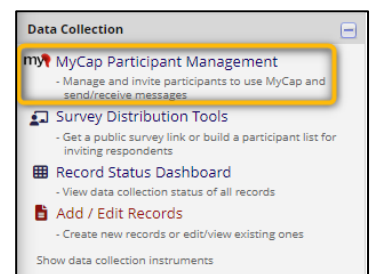 Data Collection
my MyCap Participant Management
- Manage and invite participants to use MyCap and
send/receive messages
Survey Distribution Tools
- Get a public survey link or build a participant list for
inviting respondents
Record Status Dashboard
- View data collection status of all records
Add / Edit Records
- Create new records or edit/view existing ones
Show data collection instruments